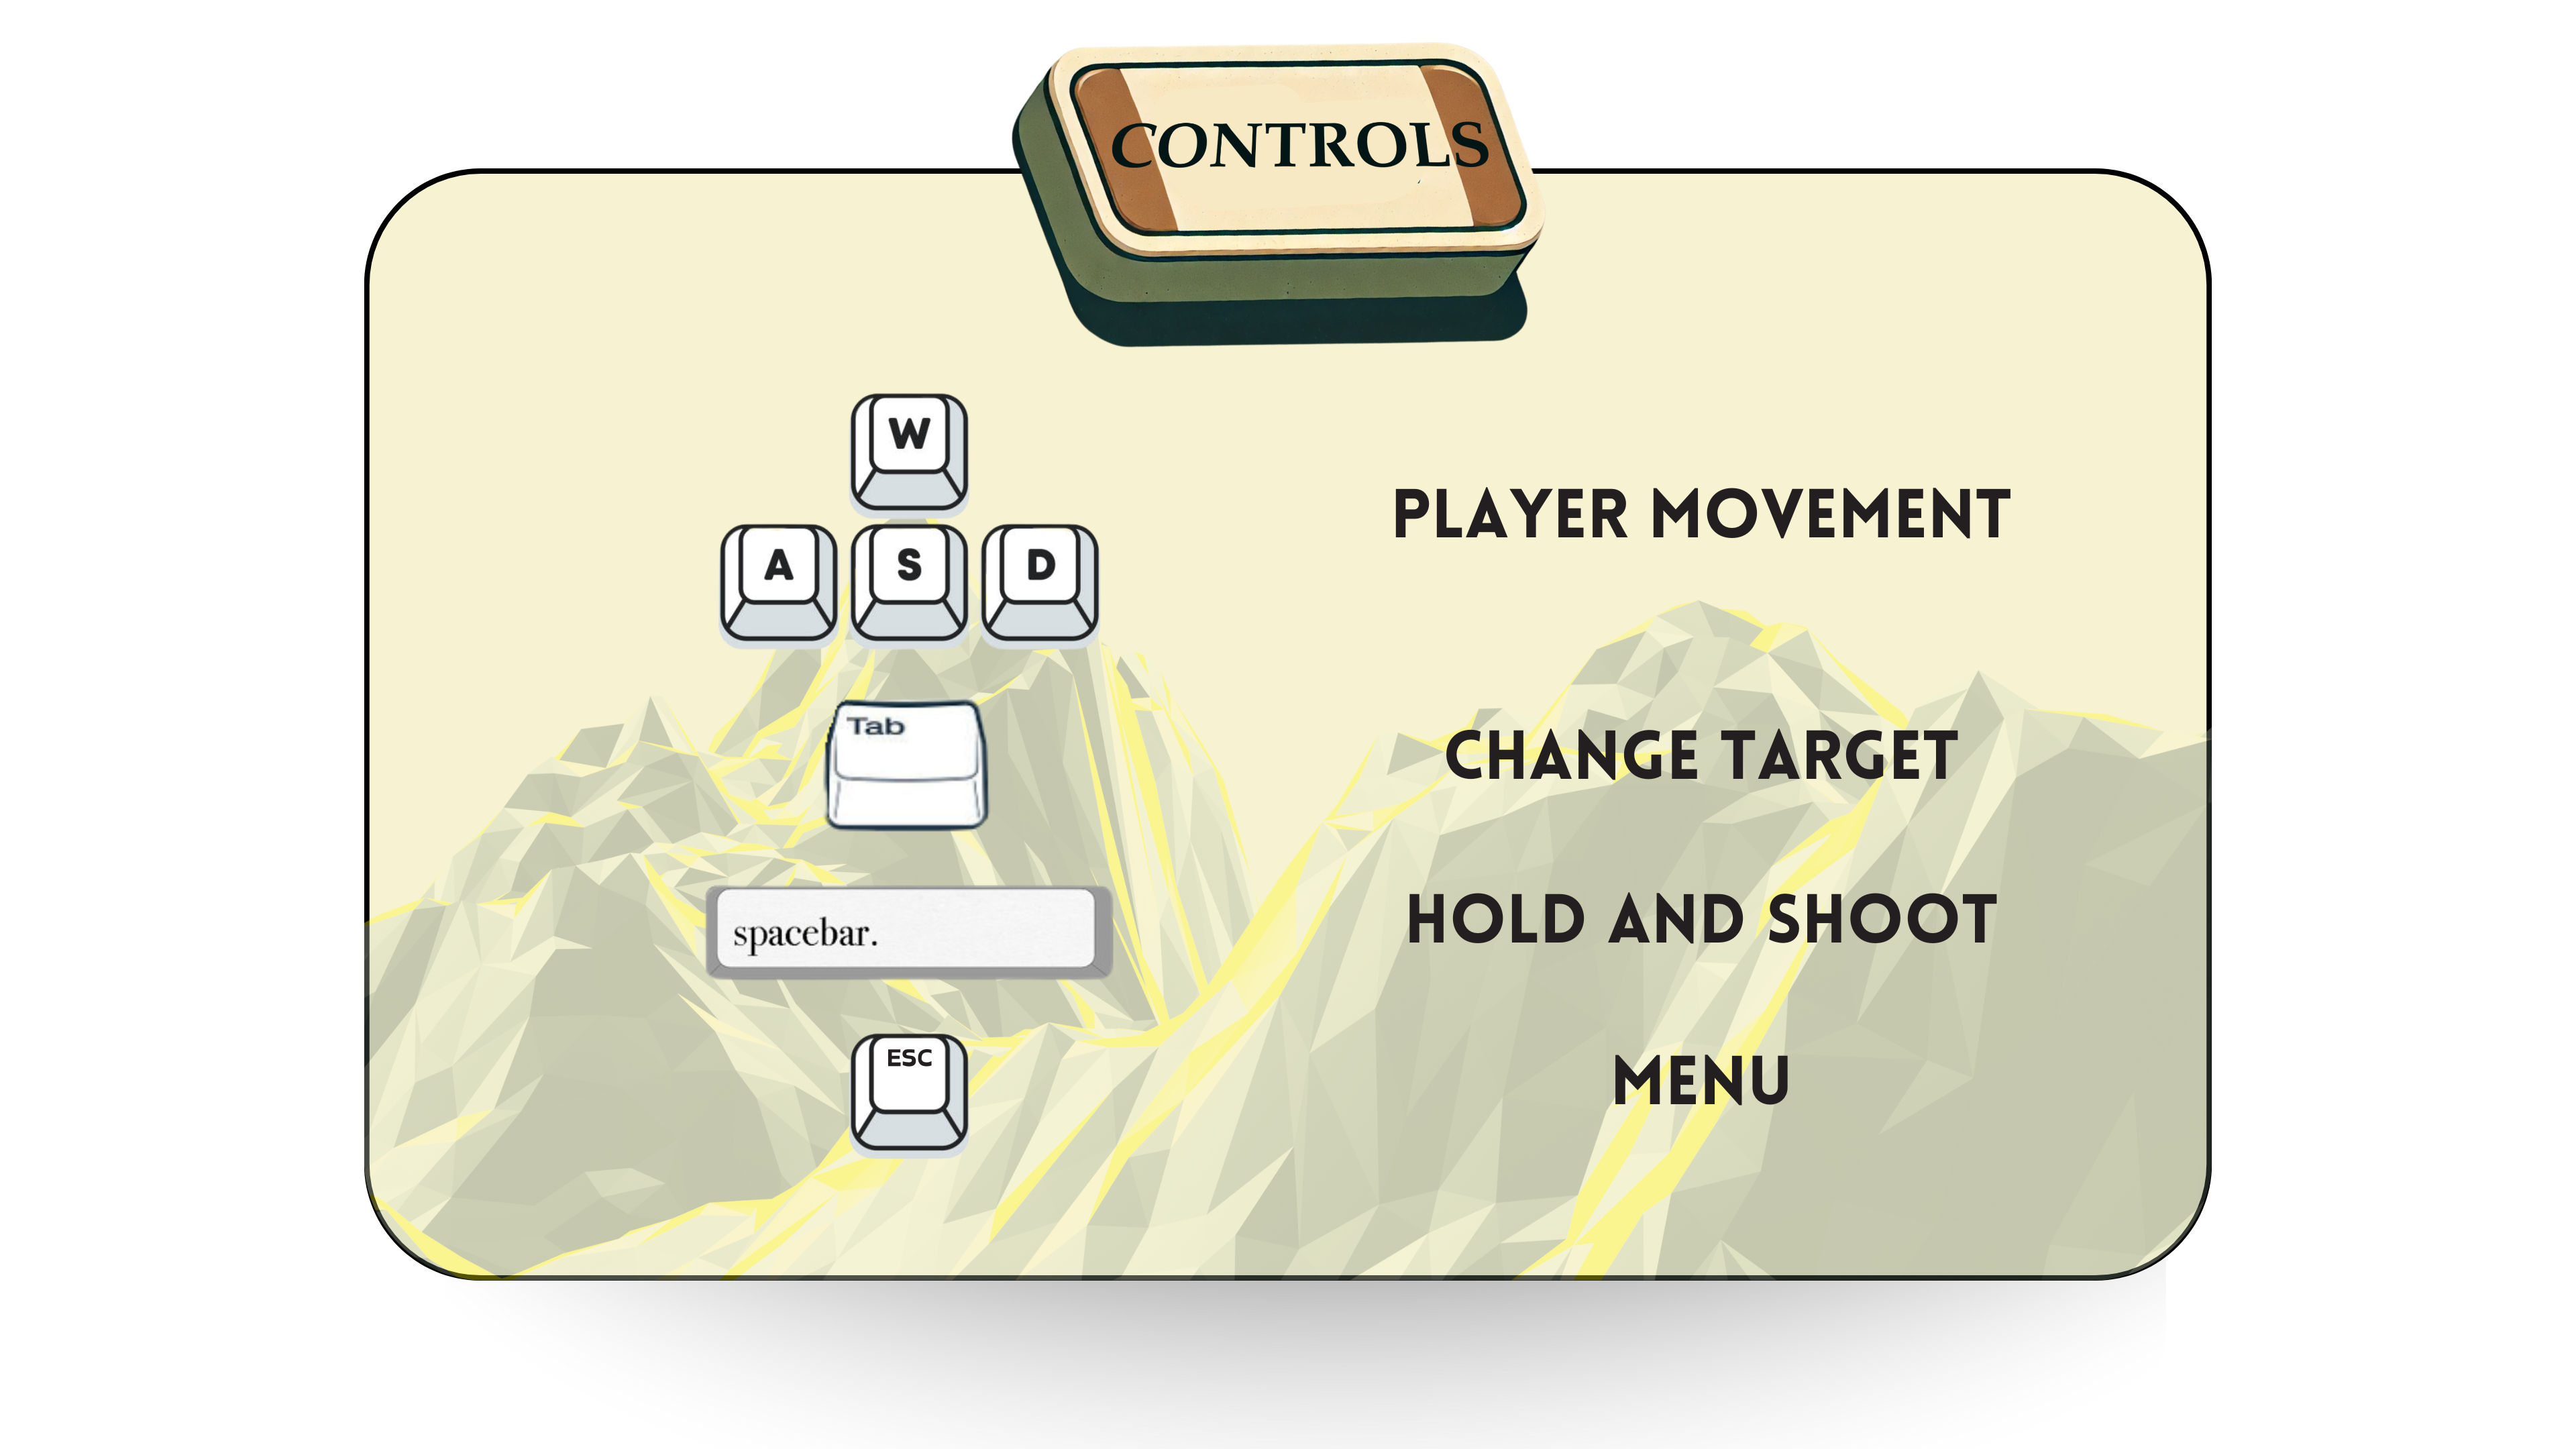 CONTROLS
W
PLAYER MOVEMENT
A S D
Tab
CHANGE TARGET
spacebar.
HOLD AND SHOOT
ESC
MENU